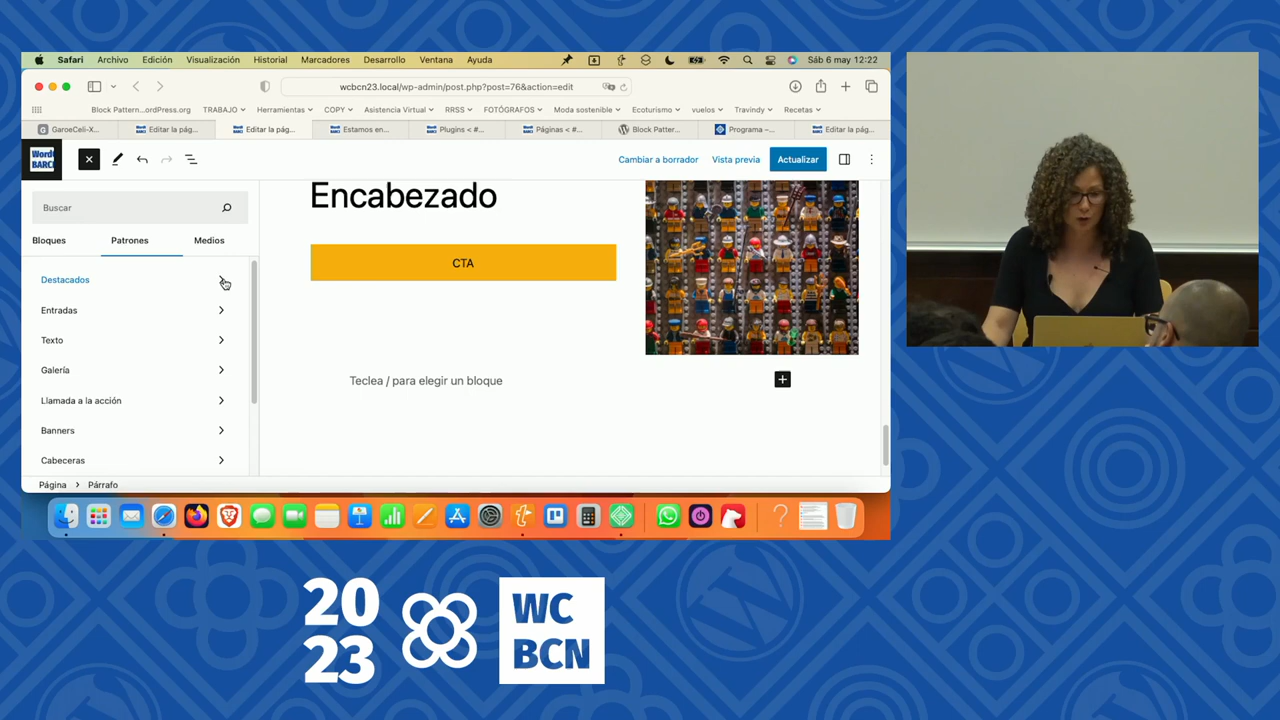 Safari Archivo Edición Visualización Historial Marcadores Desarrollo Ventana Ayuda Sáb 6 may 12:22
wcbcn23.local/wp-admin/post.php?post=76&action=edit
Block Pattern...ordPress.org TRABAJO Herramientas COPY Asistencia Virtual RRSS FOTÓGRAFOS Moda sostenible Ecoturismo vuelos Travindy Recetas
GaroeCeli-X... Editar la pág... Editar la pág... Estamos en... Plugins < #... Páginas < #... Block Patter... Programa –... Editar la pág...
Cambiar a borrador Vista previa Actualizar
Buscar
Bloques Patrones Medios
Destacados
Entradas
Texto
Galería
Llamada a la acción
Banners
Cabeceras
Encabezado
CTA
Teclea / para elegir un bloque
Página > Párrafo
20
23
WC
BCN